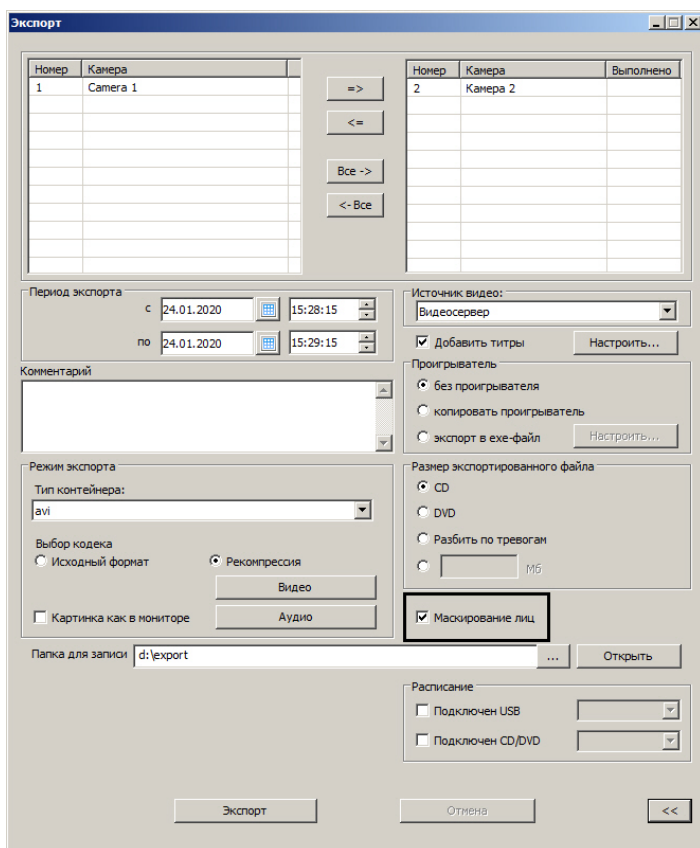 Экспорт
Номер Камера
1 Camera 1
=>
<=
Все ->
<- Все
Номер Камера Выполнено
2 Камера 2
Период экспорта
с 24.01.2020 15:28:15
по 24.01.2020 15:29:15
Источник видео:
Видеосервер
Добавить титры Настроить...
Комментарий
Проигрыватель
без проигрывателя
копировать проигрыватель
экспорт в exe-файл Настроить...
Режим экспорта
Тип контейнера:
avi
Выбор кодека
Исходный формат Рекомпрессия
Видео
Картинка как в мониторе Аудио
Размер экспортированного файла
CD
DVD
Разбить по тревогам
Мб
Маскирование лиц
Папка для записи d:\export ... Открыть
Расписание
Подключен USB
Подключен CD/DVD
Экспорт Отмена <<